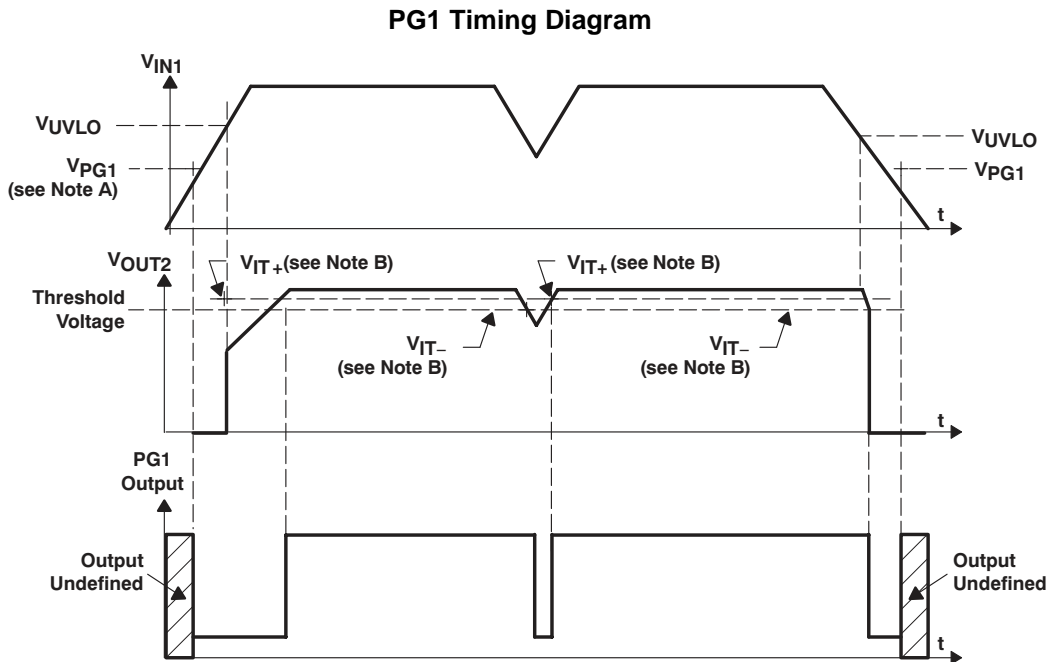 PG1 Timing Diagram
VIN1
VUVLO
VPG1
(see Note A)
VUVLO
VPG1
t
VOUT2
Threshold
Voltage
VIT+ (see Note B)
VIT+ (see Note B)
VIT−
(see Note B)
VIT−
(see Note B)
t
PG1
Output
Output
Undefined
Output
Undefined
t